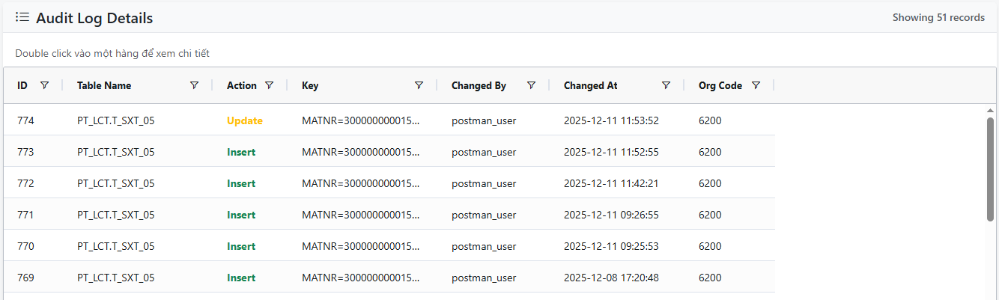 Audit Log Details
Showing 51 records
Double click vào một hàng để xem chi tiết
ID Table Name Action Key Changed By Changed At Org Code
774 PT_LCT.T_SXT_05 Update MATNR=300000000015... postman_user 2025-12-11 11:53:52 6200
773 PT_LCT.T_SXT_05 Insert MATNR=300000000015... postman_user 2025-12-11 11:52:55 6200
772 PT_LCT.T_SXT_05 Insert MATNR=300000000015... postman_user 2025-12-11 11:42:21 6200
771 PT_LCT.T_SXT_05 Insert MATNR=300000000015... postman_user 2025-12-11 09:26:55 6200
770 PT_LCT.T_SXT_05 Insert MATNR=300000000015... postman_user 2025-12-11 09:25:53 6200
769 PT_LCT.T_SXT_05 Insert MATNR=300000000015... postman_user 2025-12-08 17:20:48 6200